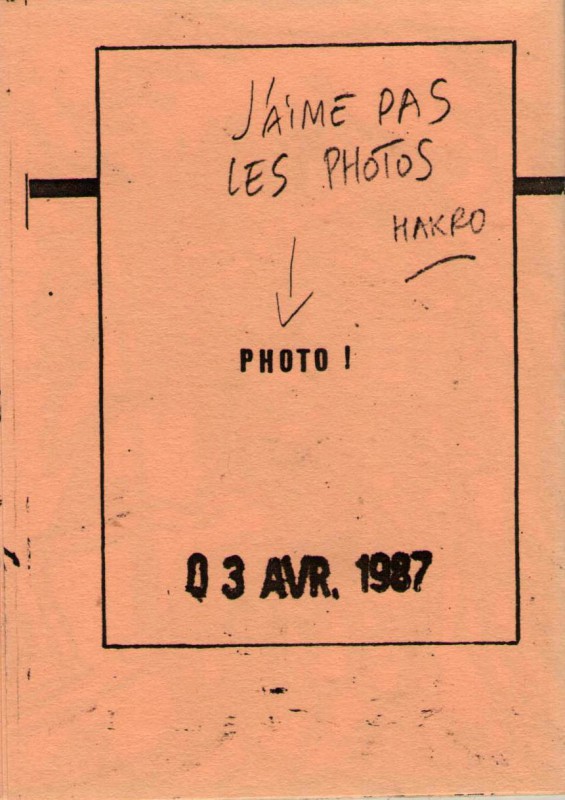 J'AIME PAS
LES PHOTOS
HAKRO
PHOTO !
03 AVR. 1987